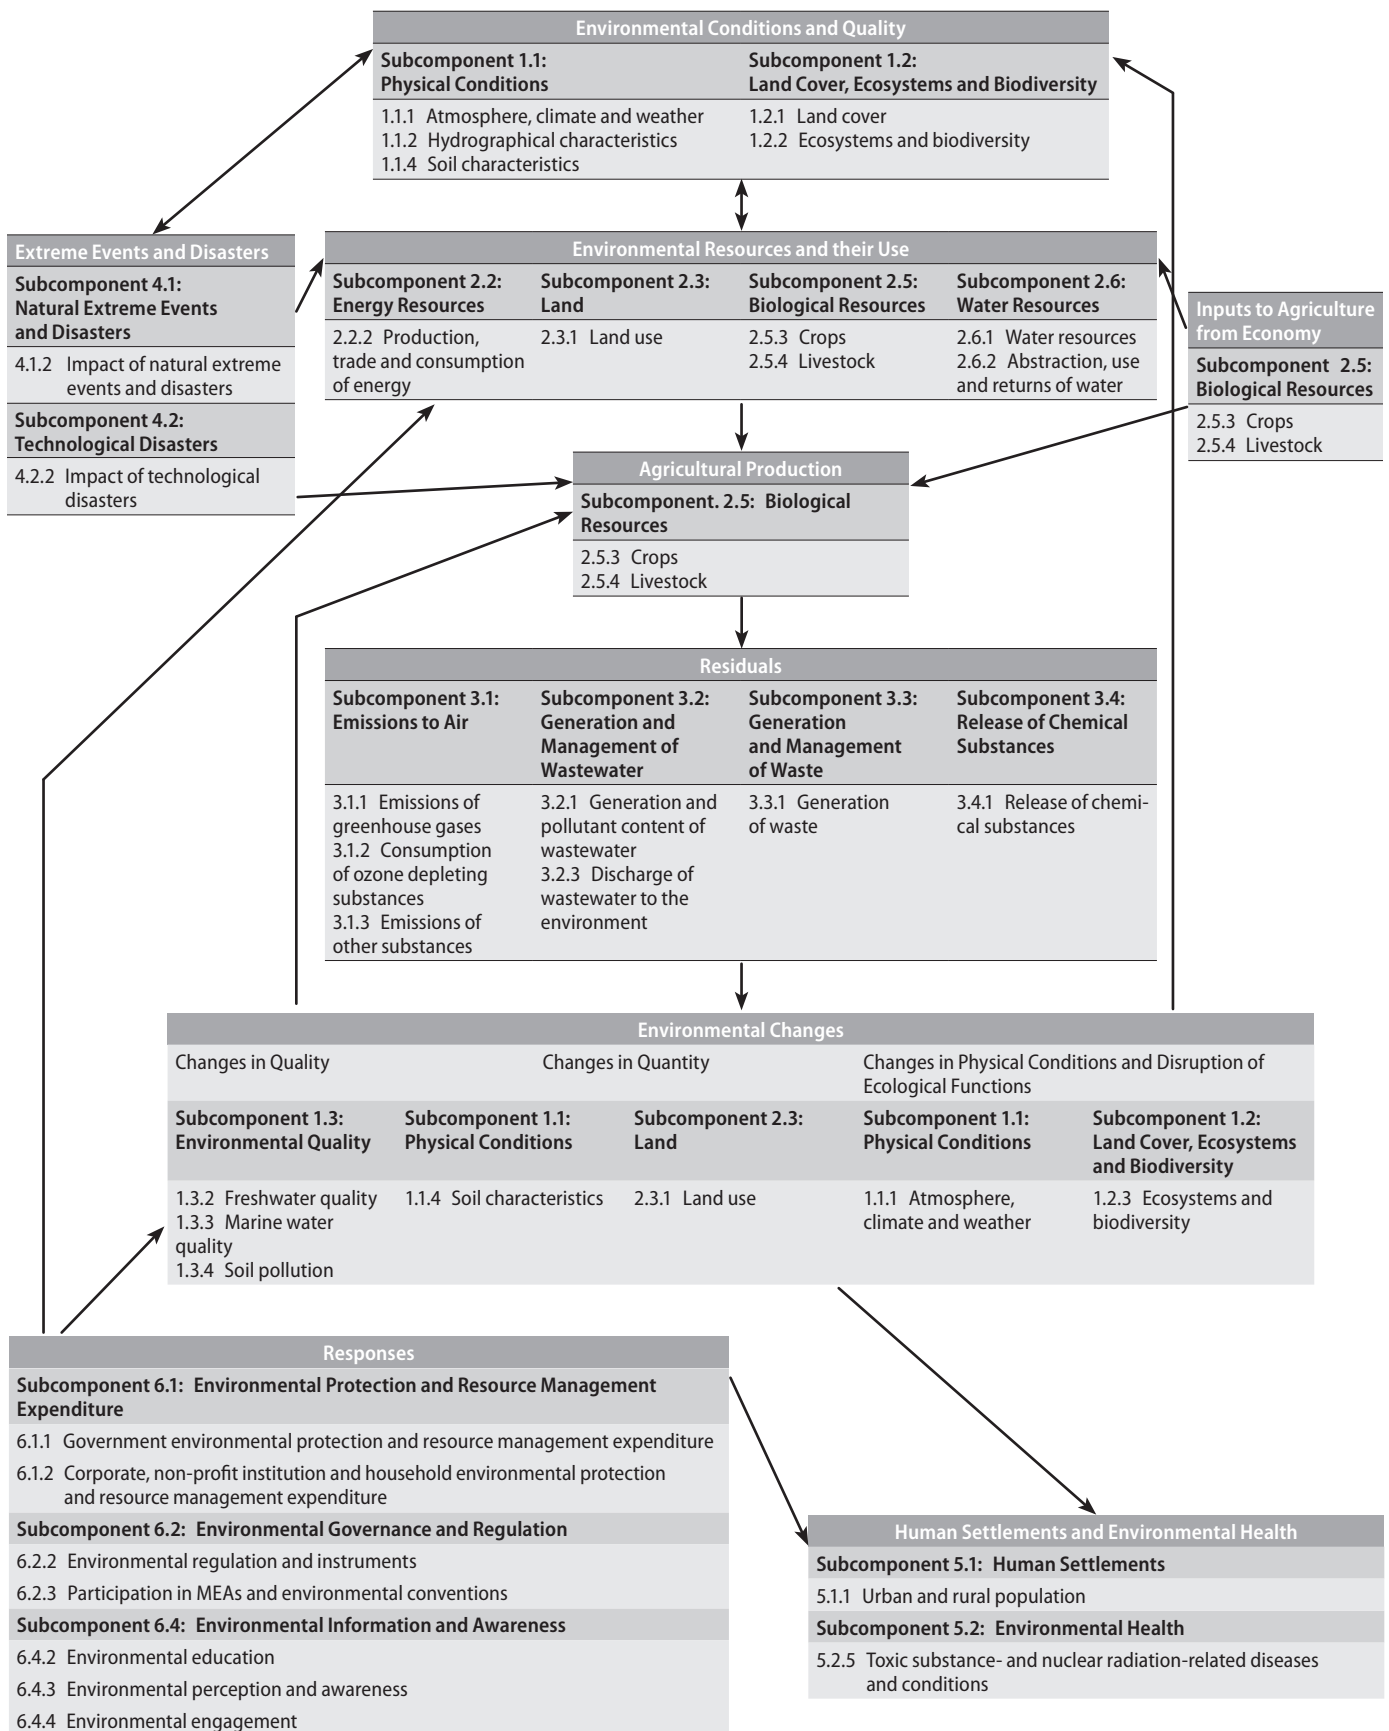 Environmental Conditions and Quality
Subcomponent 1.1:
Physical Conditions
Subcomponent 1.2:
Land Cover, Ecosystems and Biodiversity
1.1.1 Atmosphere, climate and weather
1.1.2 Hydrographical characteristics
1.1.4 Soil characteristics
1.2.1 Land cover
1.2.2 Ecosystems and biodiversity
Extreme Events and Disasters
Subcomponent 4.1:
Natural Extreme Events
and Disasters
4.1.2 Impact of natural extreme
events and disasters
Subcomponent 4.2:
Technological Disasters
4.2.2 Impact of technological
disasters
Environmental Resources and their Use
Subcomponent 2.2:
Energy Resources
2.2.2 Production,
trade and consumption
of energy
Subcomponent 2.3:
Land
2.3.1 Land use
Subcomponent 2.5:
Biological Resources
2.5.3 Crops
2.5.4 Livestock
Subcomponent 2.6:
Water Resources
2.6.1 Water resources
2.6.2 Abstraction, use
and returns of water
Inputs to Agriculture
from Economy
Subcomponent 2.5:
Biological Resources
2.5.3 Crops
2.5.4 Livestock
Agricultural Production
Subcomponent. 2.5: Biological
Resources
2.5.3 Crops
2.5.4 Livestock
Residuals
Subcomponent 3.1:
Emissions to Air
3.1.1 Emissions of
greenhouse gases
3.1.2 Consumption
of ozone depleting
substances
3.1.3 Emissions of
other substances
Subcomponent 3.2:
Generation and
Management of
Wastewater
3.2.1 Generation and
pollutant content of
wastewater
3.2.3 Discharge of
wastewater to the
environment
Subcomponent 3.3:
Generation
and Management
of Waste
3.3.1 Generation
of waste
Subcomponent 3.4:
Release of Chemical
Substances
3.4.1 Release of chemi-
cal substances
Environmental Changes
Changes in Quality
Changes in Quantity
Changes in Physical Conditions and Disruption of
Ecological Functions
Subcomponent 1.3:
Environmental Quality
1.3.2 Freshwater quality
1.3.3 Marine water
quality
1.3.4 Soil pollution
Subcomponent 1.1:
Physical Conditions
1.1.4 Soil characteristics
Subcomponent 2.3:
Land
2.3.1 Land use
Subcomponent 1.1:
Physical Conditions
1.1.1 Atmosphere,
climate and weather
Subcomponent 1.2:
Land Cover, Ecosystems
and Biodiversity
1.2.3 Ecosystems and
biodiversity
Responses
Subcomponent 6.1: Environmental Protection and Resource Management
Expenditure
6.1.1 Government environmental protection and resource management expenditure
6.1.2 Corporate, non-profit institution and household environmental protection
and resource management expenditure
Subcomponent 6.2: Environmental Governance and Regulation
6.2.2 Environmental regulation and instruments
6.2.3 Participation in MEAs and environmental conventions
Subcomponent 6.4: Environmental Information and Awareness
6.4.2 Environmental education
6.4.3 Environmental perception and awareness
6.4.4 Environmental engagement
Human Settlements and Environmental Health
Subcomponent 5.1: Human Settlements
5.1.1 Urban and rural population
Subcomponent 5.2: Environmental Health
5.2.5 Toxic substance- and nuclear radiation-related diseases
and conditions